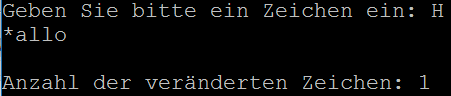 Geben Sie bitte ein Zeichen ein: H
*allo
Anzahl der veränderten Zeichen: 1